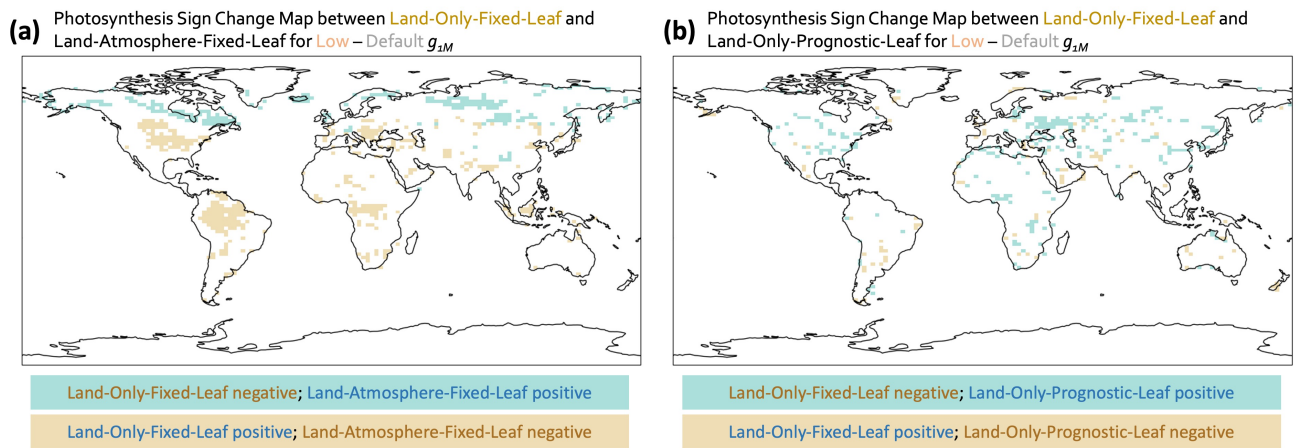 (a)
Photosynthesis Sign Change Map between Land-Only-Fixed-Leaf and
Land-Atmosphere-Fixed-Leaf for Low – Default g1M
Land-Only-Fixed-Leaf negative; Land-Atmosphere-Fixed-Leaf positive
Land-Only-Fixed-Leaf positive; Land-Atmosphere-Fixed-Leaf negative
(b)
Photosynthesis Sign Change Map between Land-Only-Fixed-Leaf and
Land-Only-Prognostic-Leaf for Low – Default g1M
Land-Only-Fixed-Leaf negative; Land-Only-Prognostic-Leaf positive
Land-Only-Fixed-Leaf positive; Land-Only-Prognostic-Leaf negative